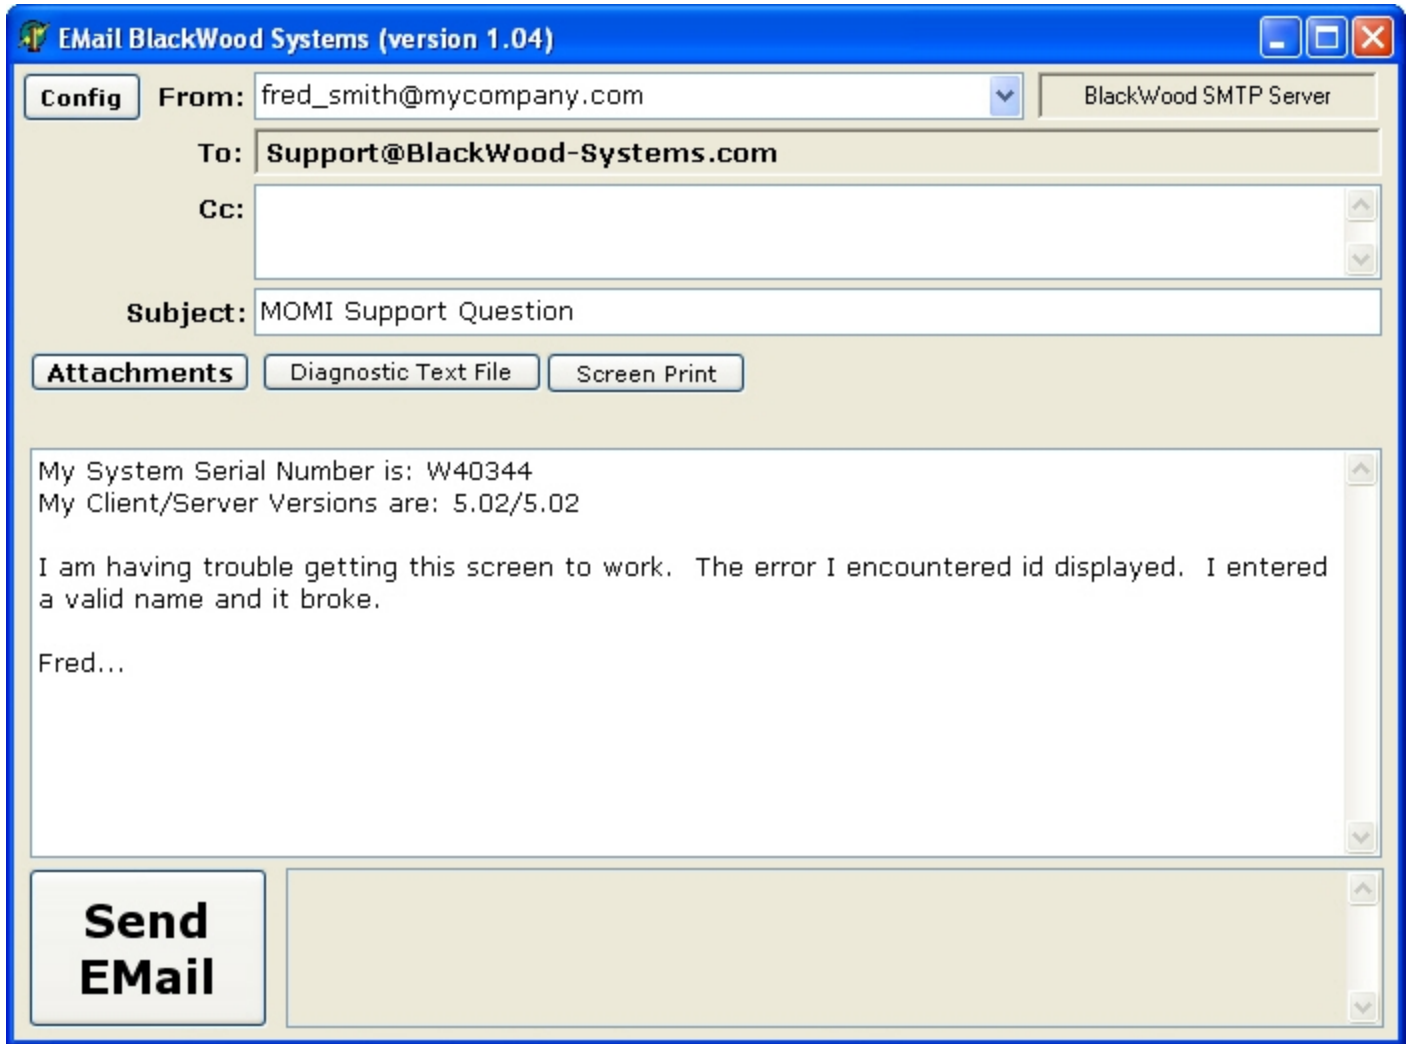 EMail BlackWood Systems (version 1.04)
Config From: fred_smith@mycompany.com BlackWood SMTP Server
To: Support@BlackWood-Systems.com
Cc:
Subject: MOMI Support Question
Attachments Diagnostic Text File Screen Print
My System Serial Number is: W40344
My Client/Server Versions are: 5.02/5.02
I am having trouble getting this screen to work. The error I encountered id displayed. I entered
a valid name and it broke.
Fred...
Send
EMail